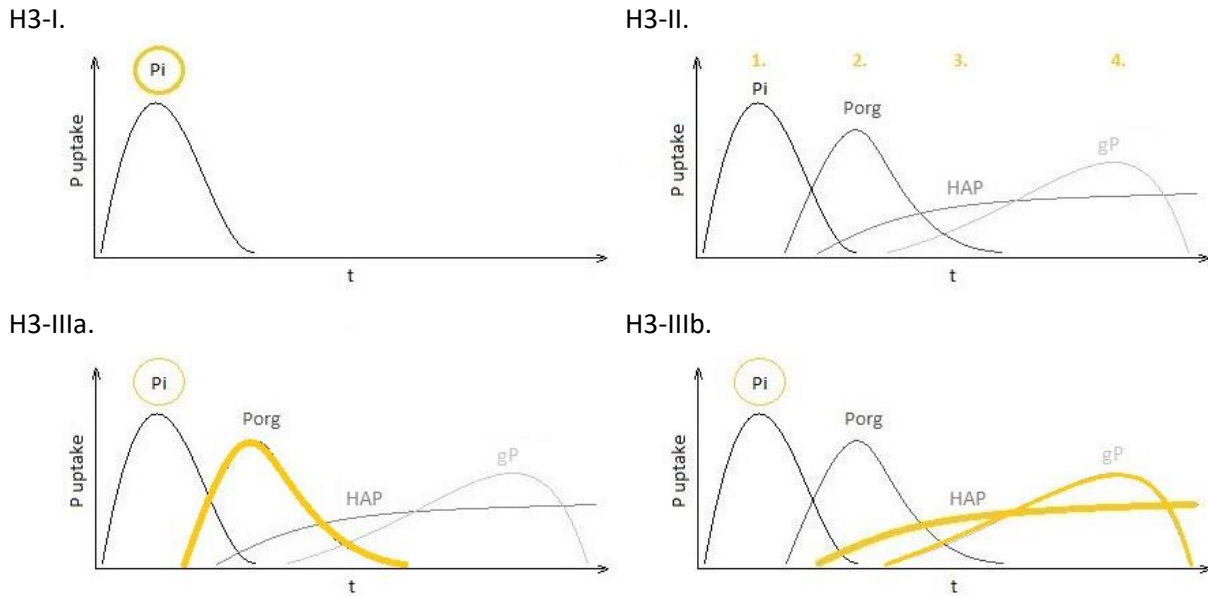 H3-I.
H3-II.
Pi
P uptake
t
1. 2. 3. 4.
Pi
Porg
gP
HAP
P uptake
t
H3-IIIa.
H3-IIIb.
Pi
Porg
gP
HAP
P uptake
t
Pi
Porg
gP
HAP
P uptake
t